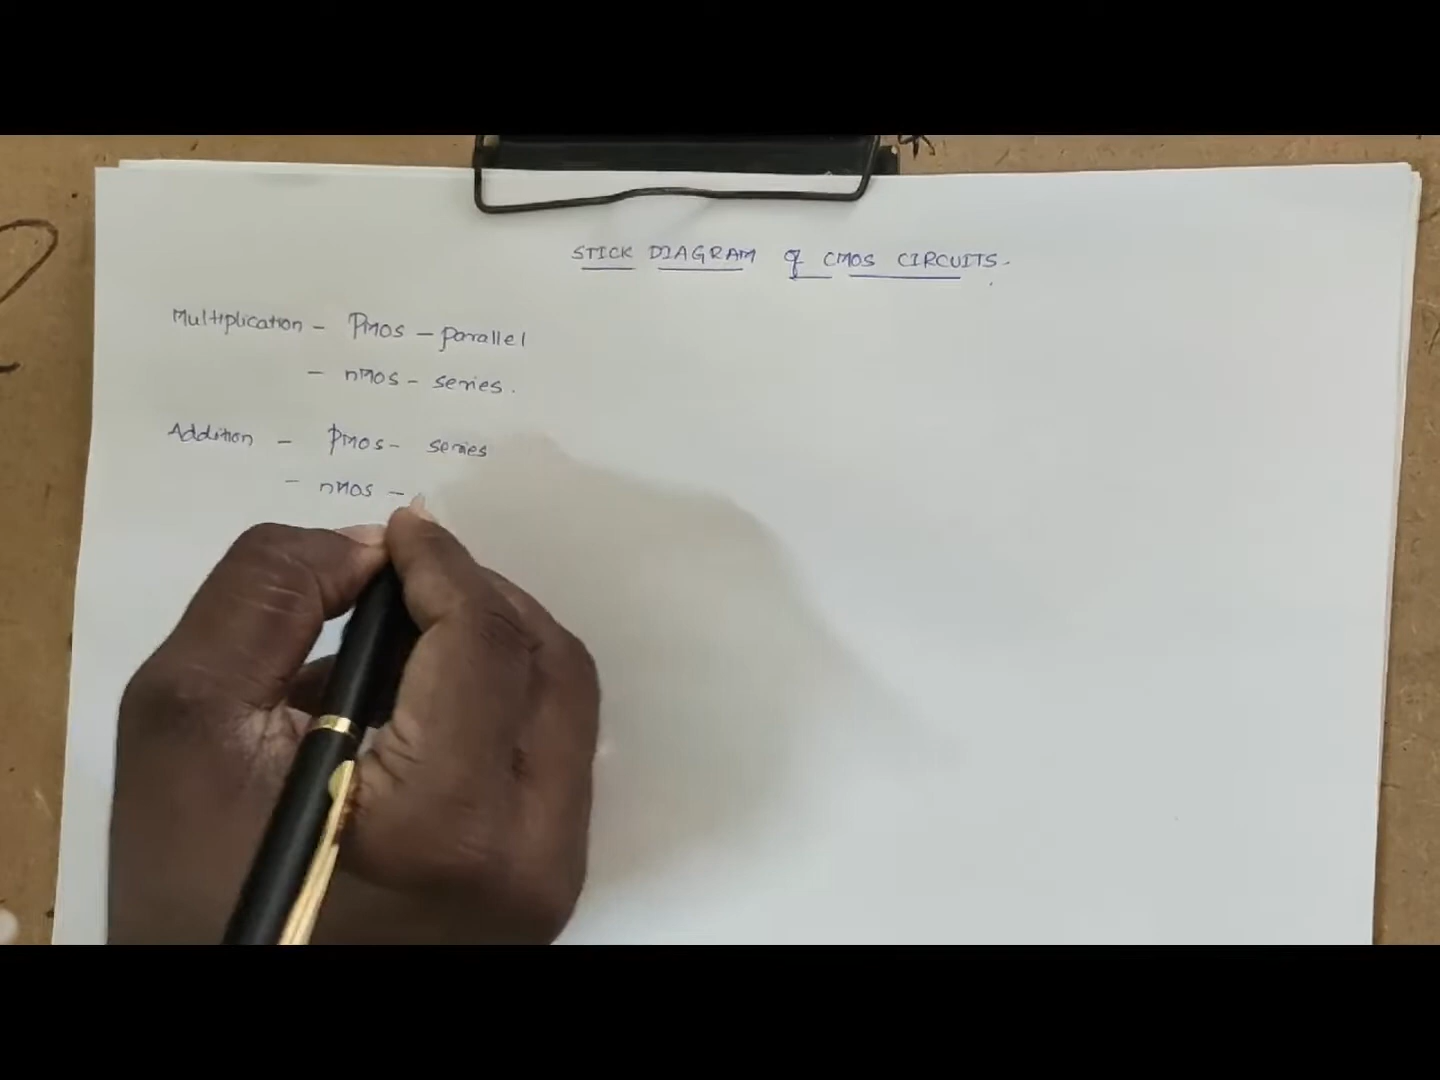 STICK DIAGRAM of CMOS CIRCUITS.
Multiplication - PMOS - parallel
- nMOS - series.
Addition - PMOS - series
- nMOS -